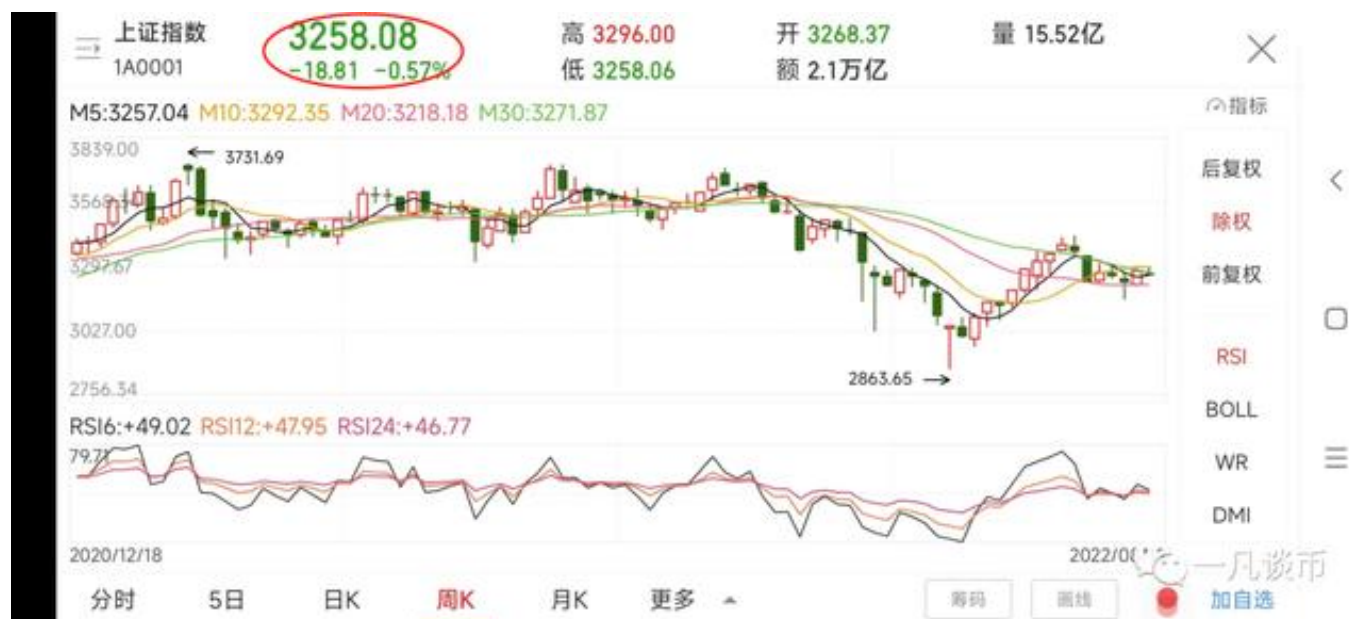 上证指数 3258.08 高 3296.00 开 3268.37 量 15.52亿
1A0001 -18.81 -0.57% 低 3258.06 额 2.1万亿
M5:3257.04 M10:3292.35 M20:3218.18 M30:3271.87 指标
3839.00
3731.69
后复权
除权
3297.67
前复权
3027.00
RSI
2863.65
2756.34
BOLL
RSI6:+49.02 RSI12:+47.95 RSI24:+46.77
WR
DMI
2020/12/18
一凡谈币
分时 5日 日K 周K 月K 更多 筹码 画线 加自选